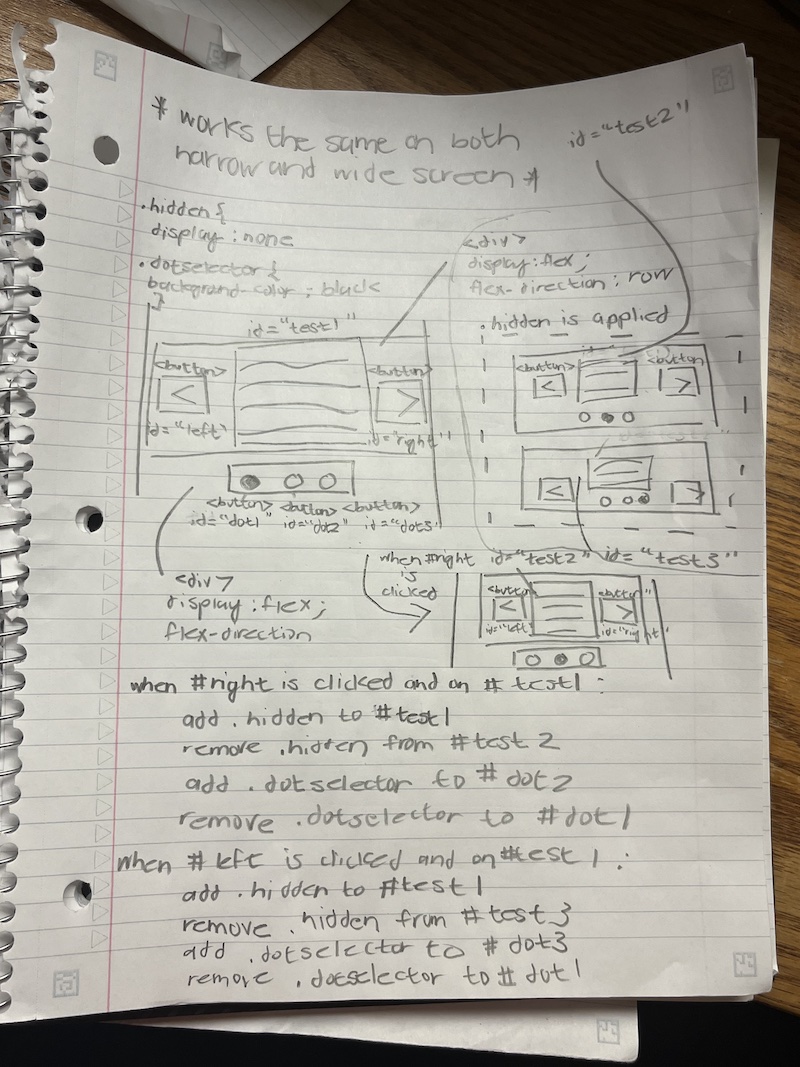 * works the same on both
narrow and wide screen *
id="test2"
.hidden {
display : none
.dotselector {
background-color : black
}
<div>
display : flex ;
flex-direction : row
.hidden is applied
id="test1"
<button>
<
id="left"
<button>
>
id="right"
<button> <button> <button>
id="dot1" id="dot2" id="dot3"
<button>
<
<button
>
<
>
<div>
display : flex ;
flex-direction
when #right
is
clicked
id="test2" id="test3"
<button
<
id="left"
<button>
>
id="right"
when #right is clicked and on #test1 :
add .hidden to #test1
remove .hidden from #test2
add .dotselector to #dot2
remove .dotselector to #dot1
when #left is clicked and on #test1 :
add .hidden to #test1
remove .hidden from #test3
add .dotselector to #dot3
remove .dotselector to #dot1